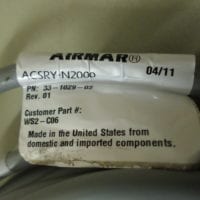 AIRMAR®
ACSRY-N2000 04/11
PN: 33-1029-02
Rev. 01
Customer Part #:
WS2-C06
Made in the United States from
domestic and imported components.